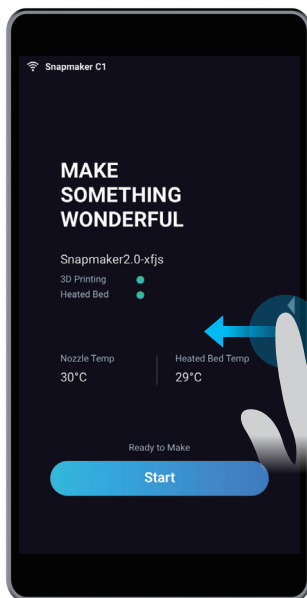 Snapmaker C1
MAKE
SOMETHING
WONDERFUL
Snapmaker2.0-xfjs
3D Printing
Heated Bed
Nozzle Temp
Heated Bed Temp
30°C
29°C
Ready to Make
Start